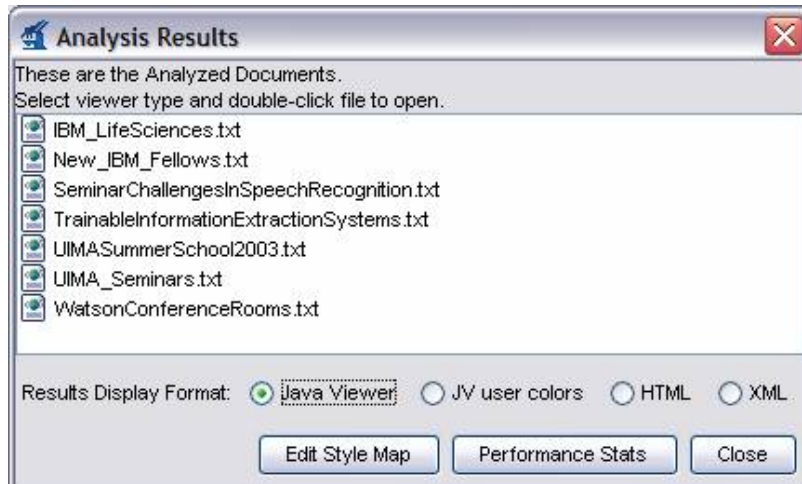 Analysis Results
These are the Analyzed Documents.
Select viewer type and double-click file to open.
IBM_LifeSciences.txt
New_IBM_Fellows.txt
SeminarChallengesInSpeechRecognition.txt
TrainableInformationExtractionSystems.txt
UIMASummerSchool2003.txt
UIMA_Seminars.txt
WatsonConferenceRooms.txt
Results Display Format: Java Viewer JV user colors HTML XML
Edit Style Map Performance Stats Close